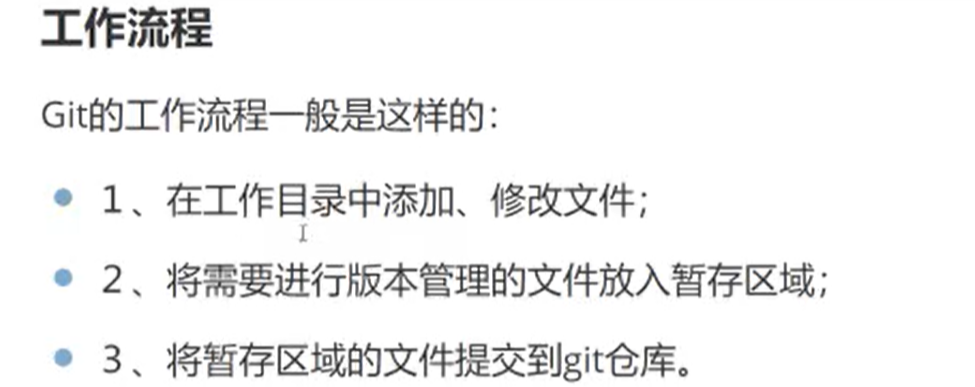 工作流程
Git的工作流程一般是这样的：
1、在工作目录中添加、修改文件；
2、将需要进行版本管理的文件放入暂存区域；
3、将暂存区域的文件提交到git仓库。